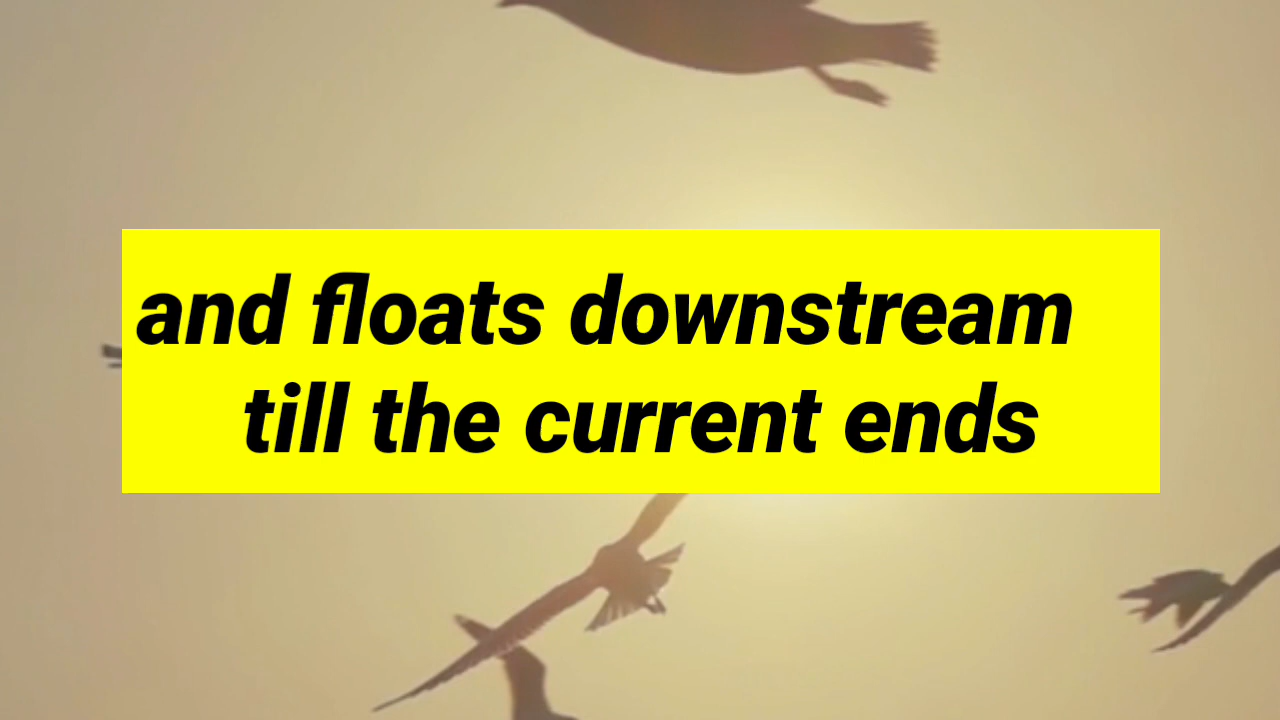 and floats downstream
till the current ends